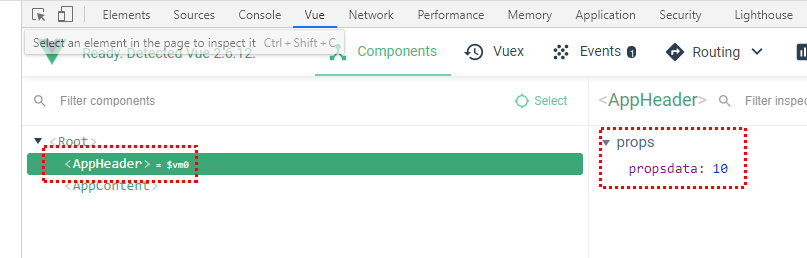 Elements Sources Console Vue Network Performance Memory Application Security Lighthouse
Select an element in the page to inspect it Ctrl + Shift + C
Ready. Detected Vue 2.6.12.
Components Vuex Events 1 Routing
Filter components Select <AppHeader> Filter inspec
<Root>
<AppHeader> = $vm0
<AppContent>
props
propsdata: 10